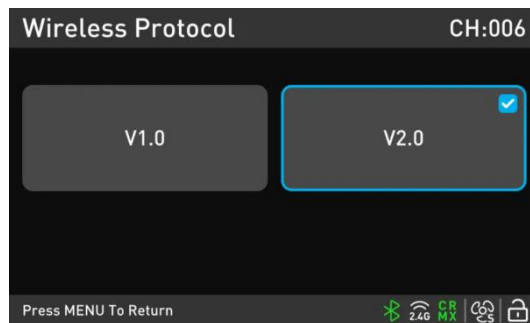 Wireless Protocol CH:006
V1.0 V2.0
Press MENU To Return 2.4G CR MX S